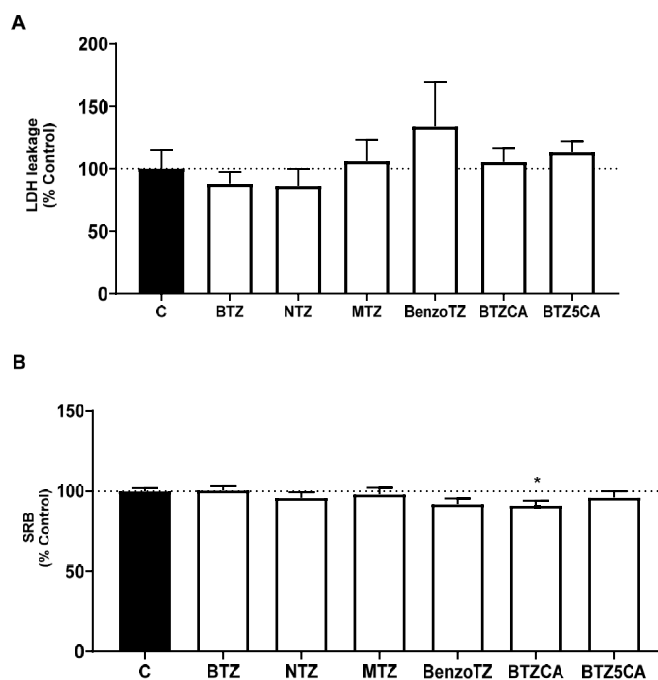 A
LDH leakage
(% Control)
200
150
100
50
0
C BTZ NTZ MTZ BenzoTZ BTZCA BTZ5CA
B
SRB
(% Control)
150
100
50
0
*
C BTZ NTZ MTZ BenzoTZ BTZCA BTZ5CA